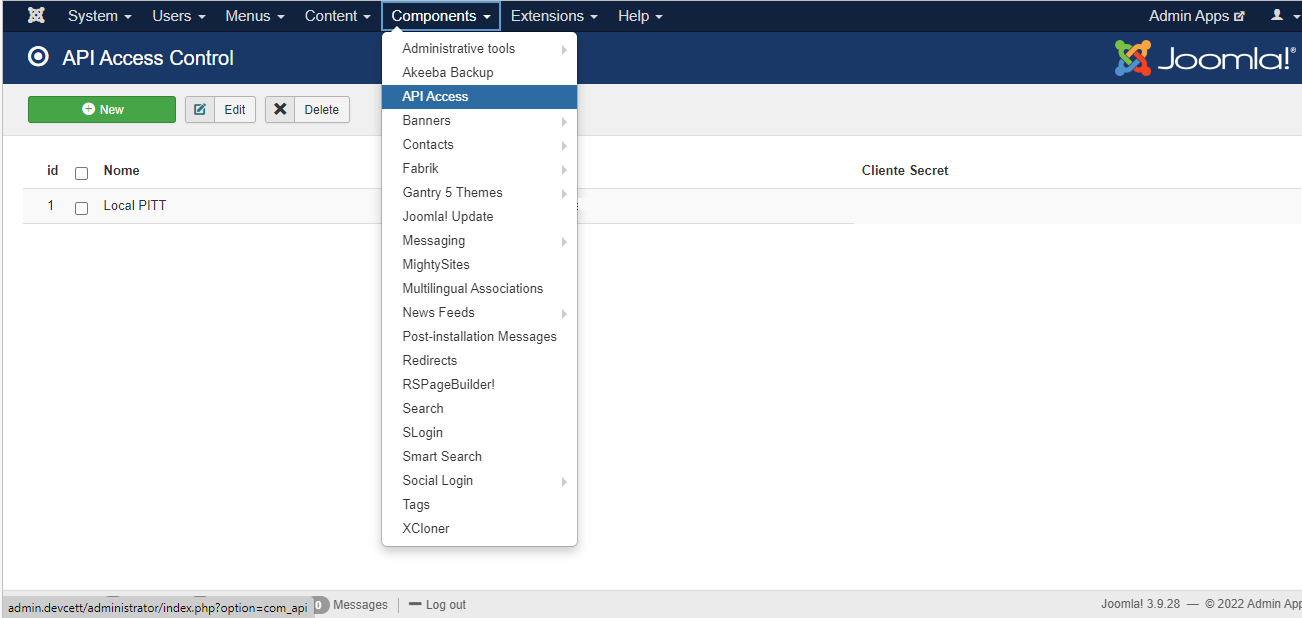 System Users Menus Content Components Extensions Help Admin Apps
API Access Control Joomla!®
New Edit Delete
id Nome Cliente Secret
1 Local PITT
Administrative tools
Akeeba Backup
API Access
Banners
Contacts
Fabrik
Gantry 5 Themes
Joomla! Update
Messaging
MightySites
Multilingual Associations
News Feeds
Post-installation Messages
Redirects
RSPageBuilder!
Search
SLogin
Smart Search
Social Login
Tags
XCloner
admin.devcett/administrator/index.php?option=com_api 0 Messages Log out Joomla! 3.9.28 — © 2022 Admin App